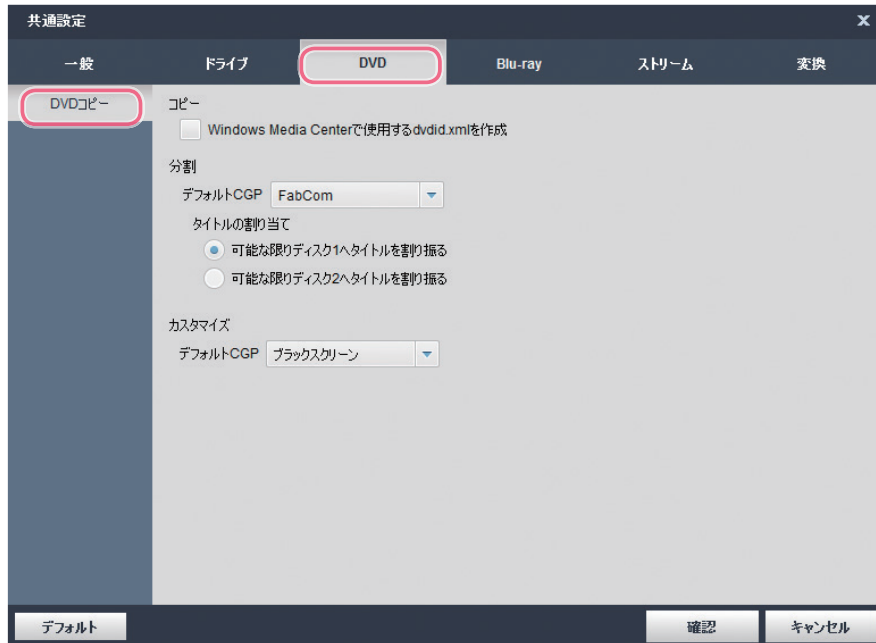 共通設定 X
一般 ドライブ DVD Blu-ray ストリーム 変換
DVDコピー
コピー
Windows Media Centerで使用するdvdid.xmlを作成
分割
デフォルトCGP FabCom
タイトルの割り当て
可能な限りディスク1へタイトルを割り振る
可能な限りディスク2へタイトルを割り振る
カスタマイズ
デフォルトCGP ブラックスクリーン
デフォルト 確認 キャンセル